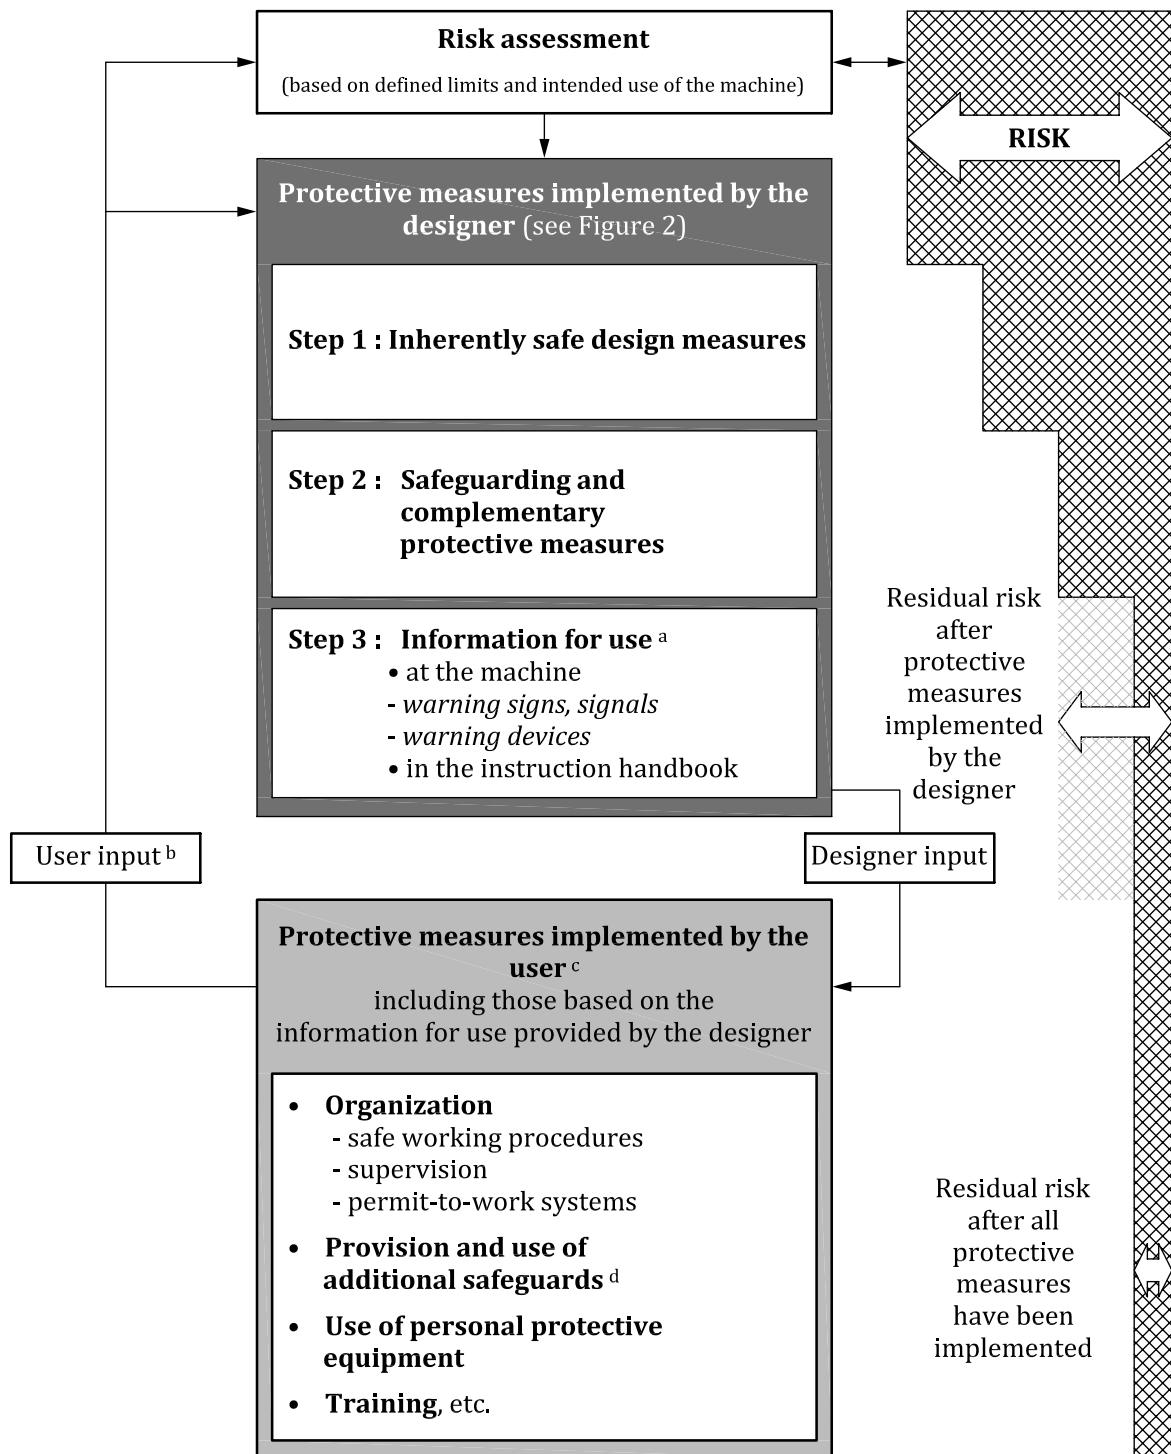 Risk assessment
(based on defined limits and intended use of the machine)
RISK
Protective measures implemented by the
designer (see Figure 2)
Step 1 : Inherently safe design measures
Step 2 : Safeguarding and
complementary
protective measures
Step 3 : Information for use a
• at the machine
- warning signs, signals
- warning devices
• in the instruction handbook
Residual risk
after
protective
measures
implemented
by the
designer
User input b
Designer input
Protective measures implemented by the
user c
including those based on the
information for use provided by the designer
• Organization
- safe working procedures
- supervision
- permit-to-work systems
• Provision and use of
additional safeguards d
• Use of personal protective
equipment
• Training, etc.
Residual risk
after all
protective
measures
have been
implemented